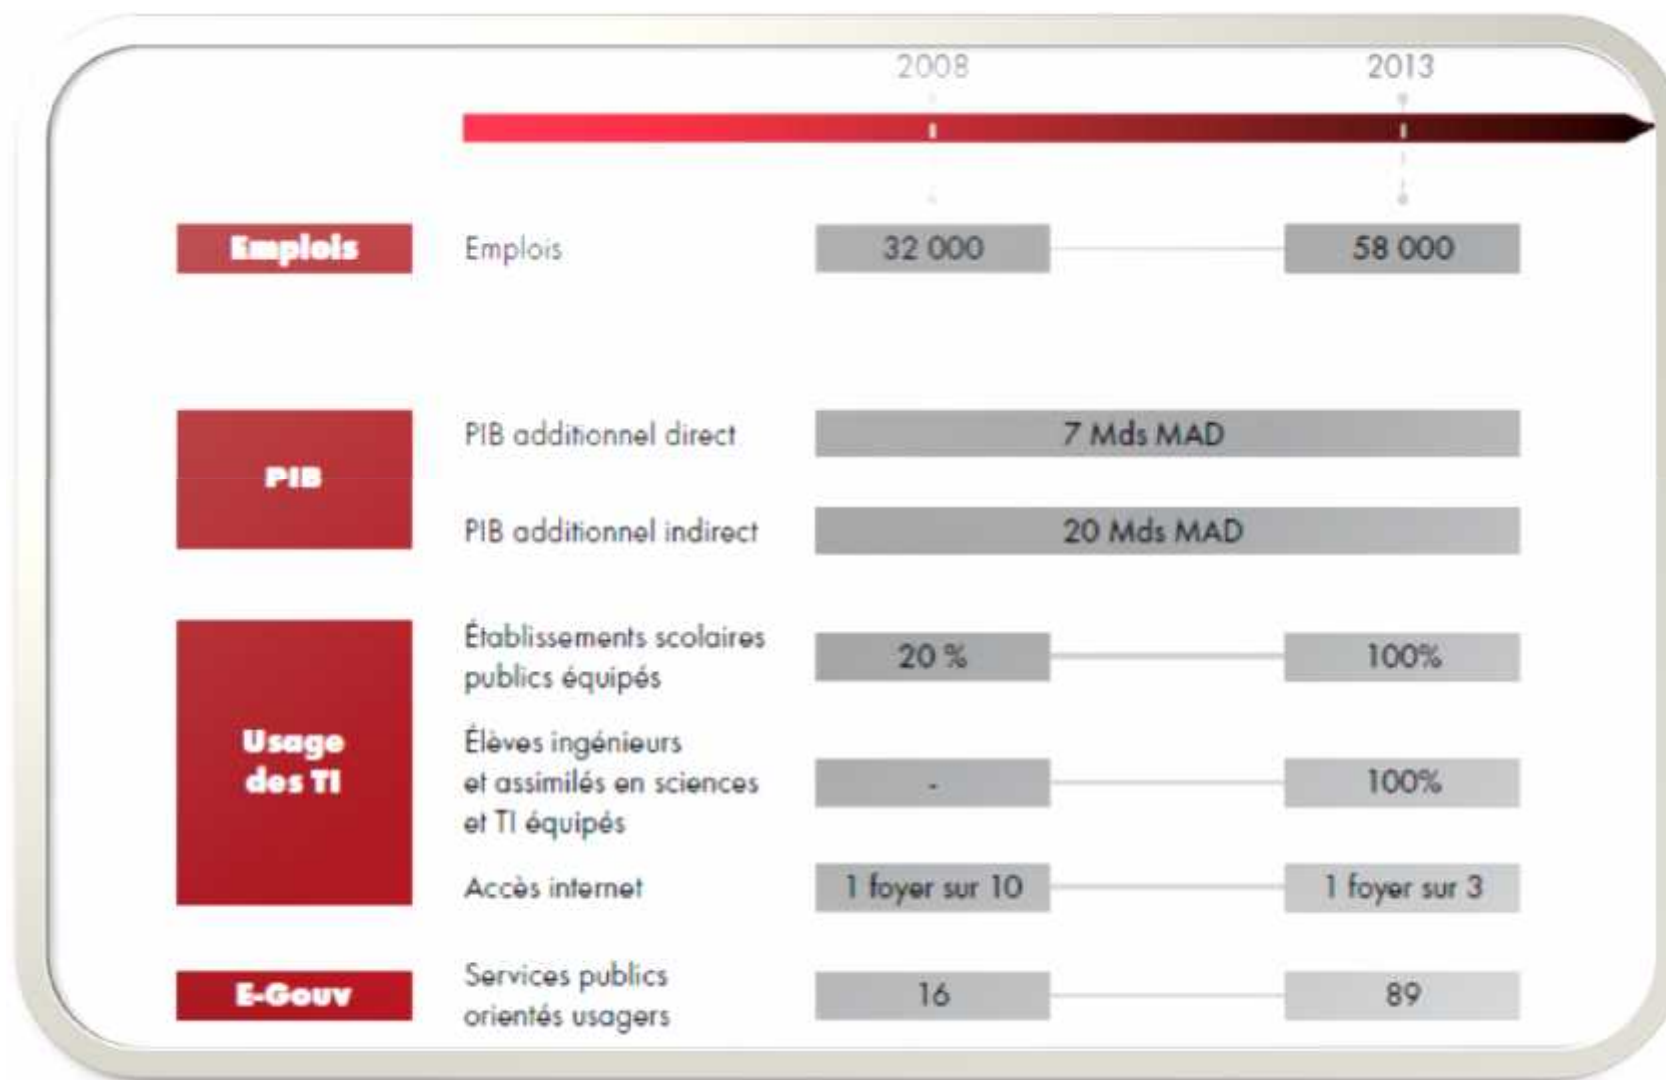 2008 2013
Emplois Emplois 32 000 58 000
PIB additionnel direct 7 Mds MAD
PIB
PIB additionnel indirect 20 Mds MAD
Établissements scolaires
publics équipés 20 % 100%
Usage
des TI
Élèves ingénieurs
et assimilés en sciences - 100%
et TI équipés
Accès internet 1 foyer sur 10 1 foyer sur 3
E-Gouv
Services publics
orientés usagers 16 89